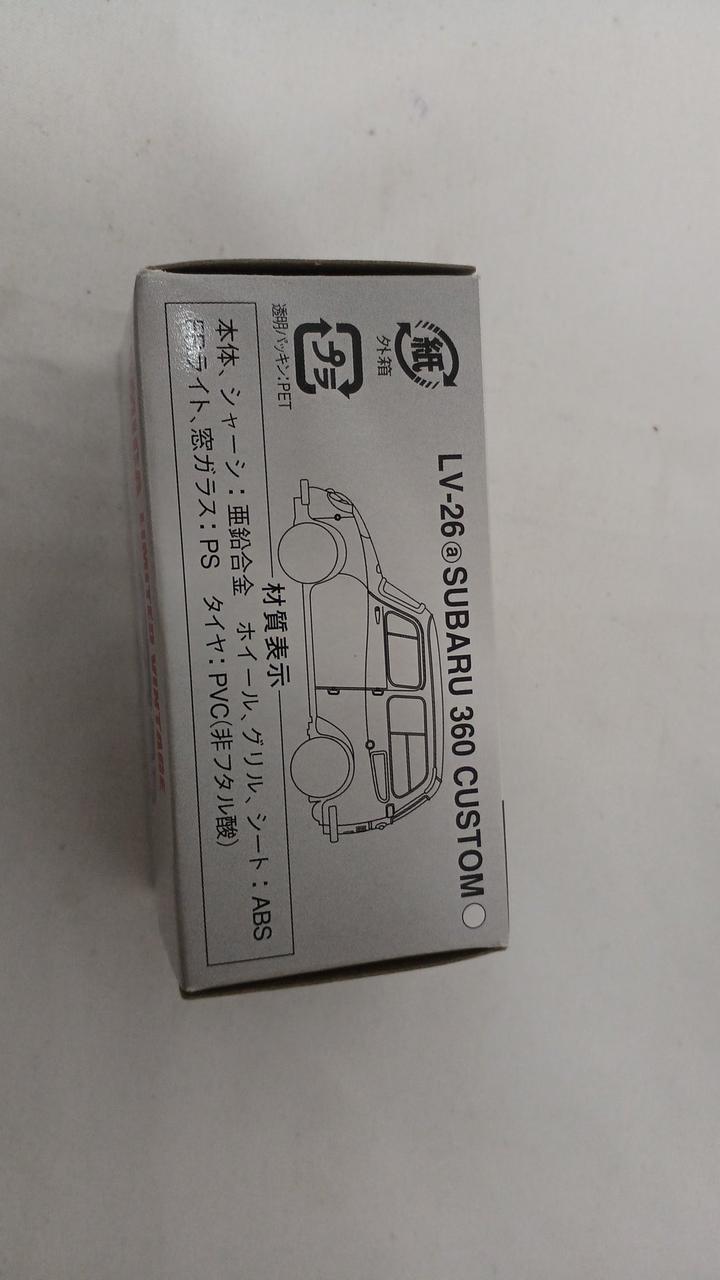 LV-26ⓐSUBARU 360 CUSTOM
紙
外箱
プラ
透明パッキン:PET
材質表示
本体、シャーシ:亜鉛合金 ホイール、グリル、シート:ABS
ライト、窓ガラス:PS タイヤ:PVC(非フタル酸)
LIMITED VINTAGE